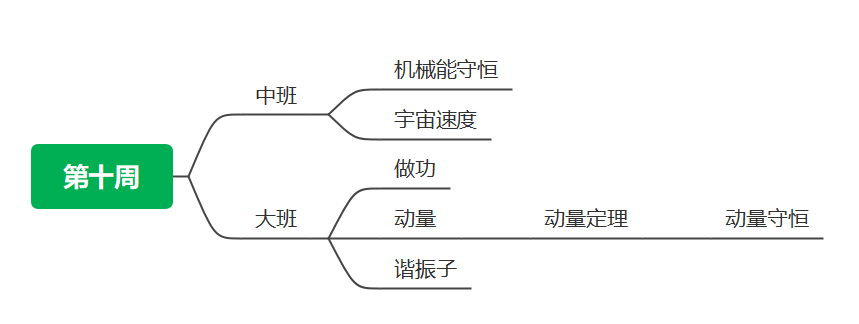 第十周
中班
机械能守恒
宇宙速度
大班
做功
动量 动量定理 动量守恒
谐振子